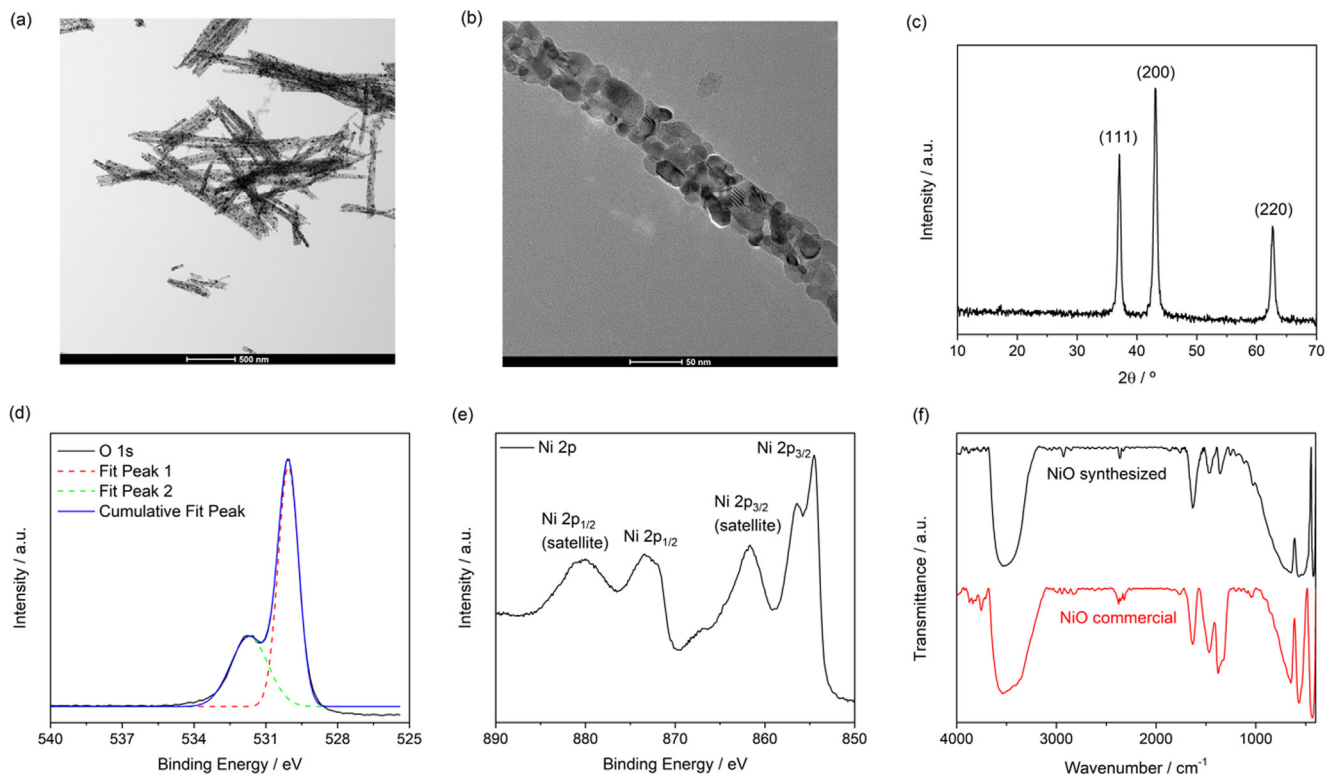 (a)
500 nm
(b)
50 nm
(c)
(111)
(200)
(220)
Intensity / a.u.
10 20 30 40 50 60 70
2θ / º
(d)
O 1s
Fit Peak 1
Fit Peak 2
Cumulative Fit Peak
Intensity / a.u.
540 537 534 531 528 525
Binding Energy / eV
(e)
Ni 2p
Ni 2p1/2
(satellite)
Ni 2p1/2
Ni 2p3/2
(satellite)
Ni 2p3/2
Intensity / a.u.
890 880 870 860 850
Binding Energy / eV
(f)
NiO synthesized
NiO commercial
Transmittance / a.u.
4000 3000 2000 1000
Wavenumber / cm-1